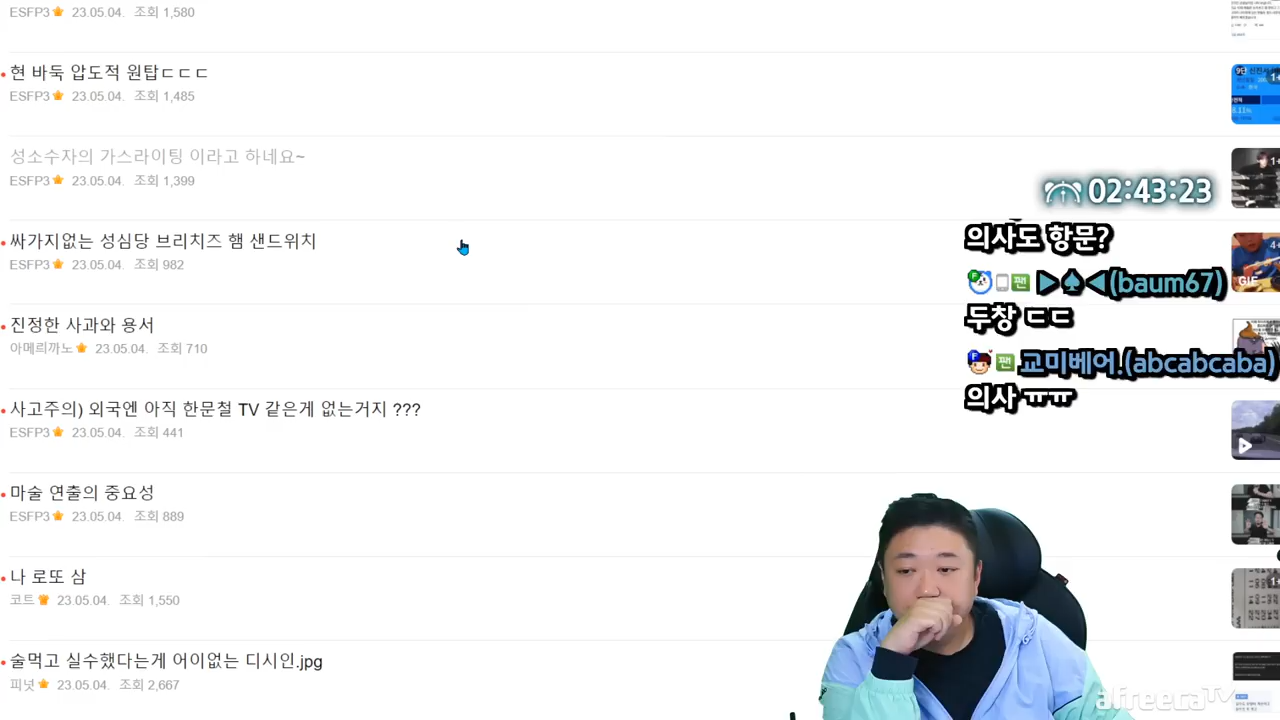 ESFP3 23.05.04. 조회 1,580
현 바둑 압도적 원탑ㄷㄷㄷ
ESFP3 23.05.04. 조회 1,485
성소수자의 가스라이팅 이라고 하네요~
ESFP3 23.05.04. 조회 1,399
02:43:23
싸가지없는 성심당 브리치즈 햄 샌드위치
ESFP3 23.05.04. 조회 982
의사도 항문?
▶♠◀(baum67)
두창 ㄷㄷ
교미베어.(abcabcaba)
의사 ㅠㅠ
진정한 사과와 용서
아메리까노 23.05.04. 조회 710
사고주의) 외국엔 아직 한문철 TV 같은게 없는거지 ???
ESFP3 23.05.04. 조회 441
마술 연출의 중요성
ESFP3 23.05.04. 조회 889
나 로또 삼
코트 23.05.04. 조회 1,550
술먹고 실수했다는게 어이없는 디시인.jpg
피넛 23.05.04. 조회 2,667
GIF
afreecaTV